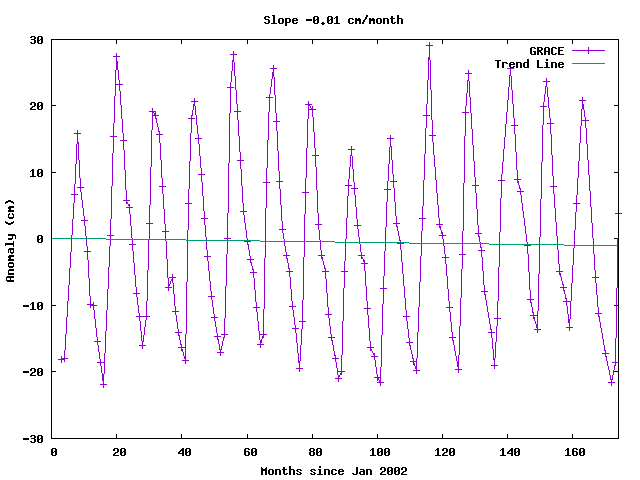 Slope -0.01 cm/month
GRACE
Trend Line
30
20
10
0
-10
-20
-30
Anomaly (cm)
0 20 40 60 80 100 120 140 160
Months since Jan 2002